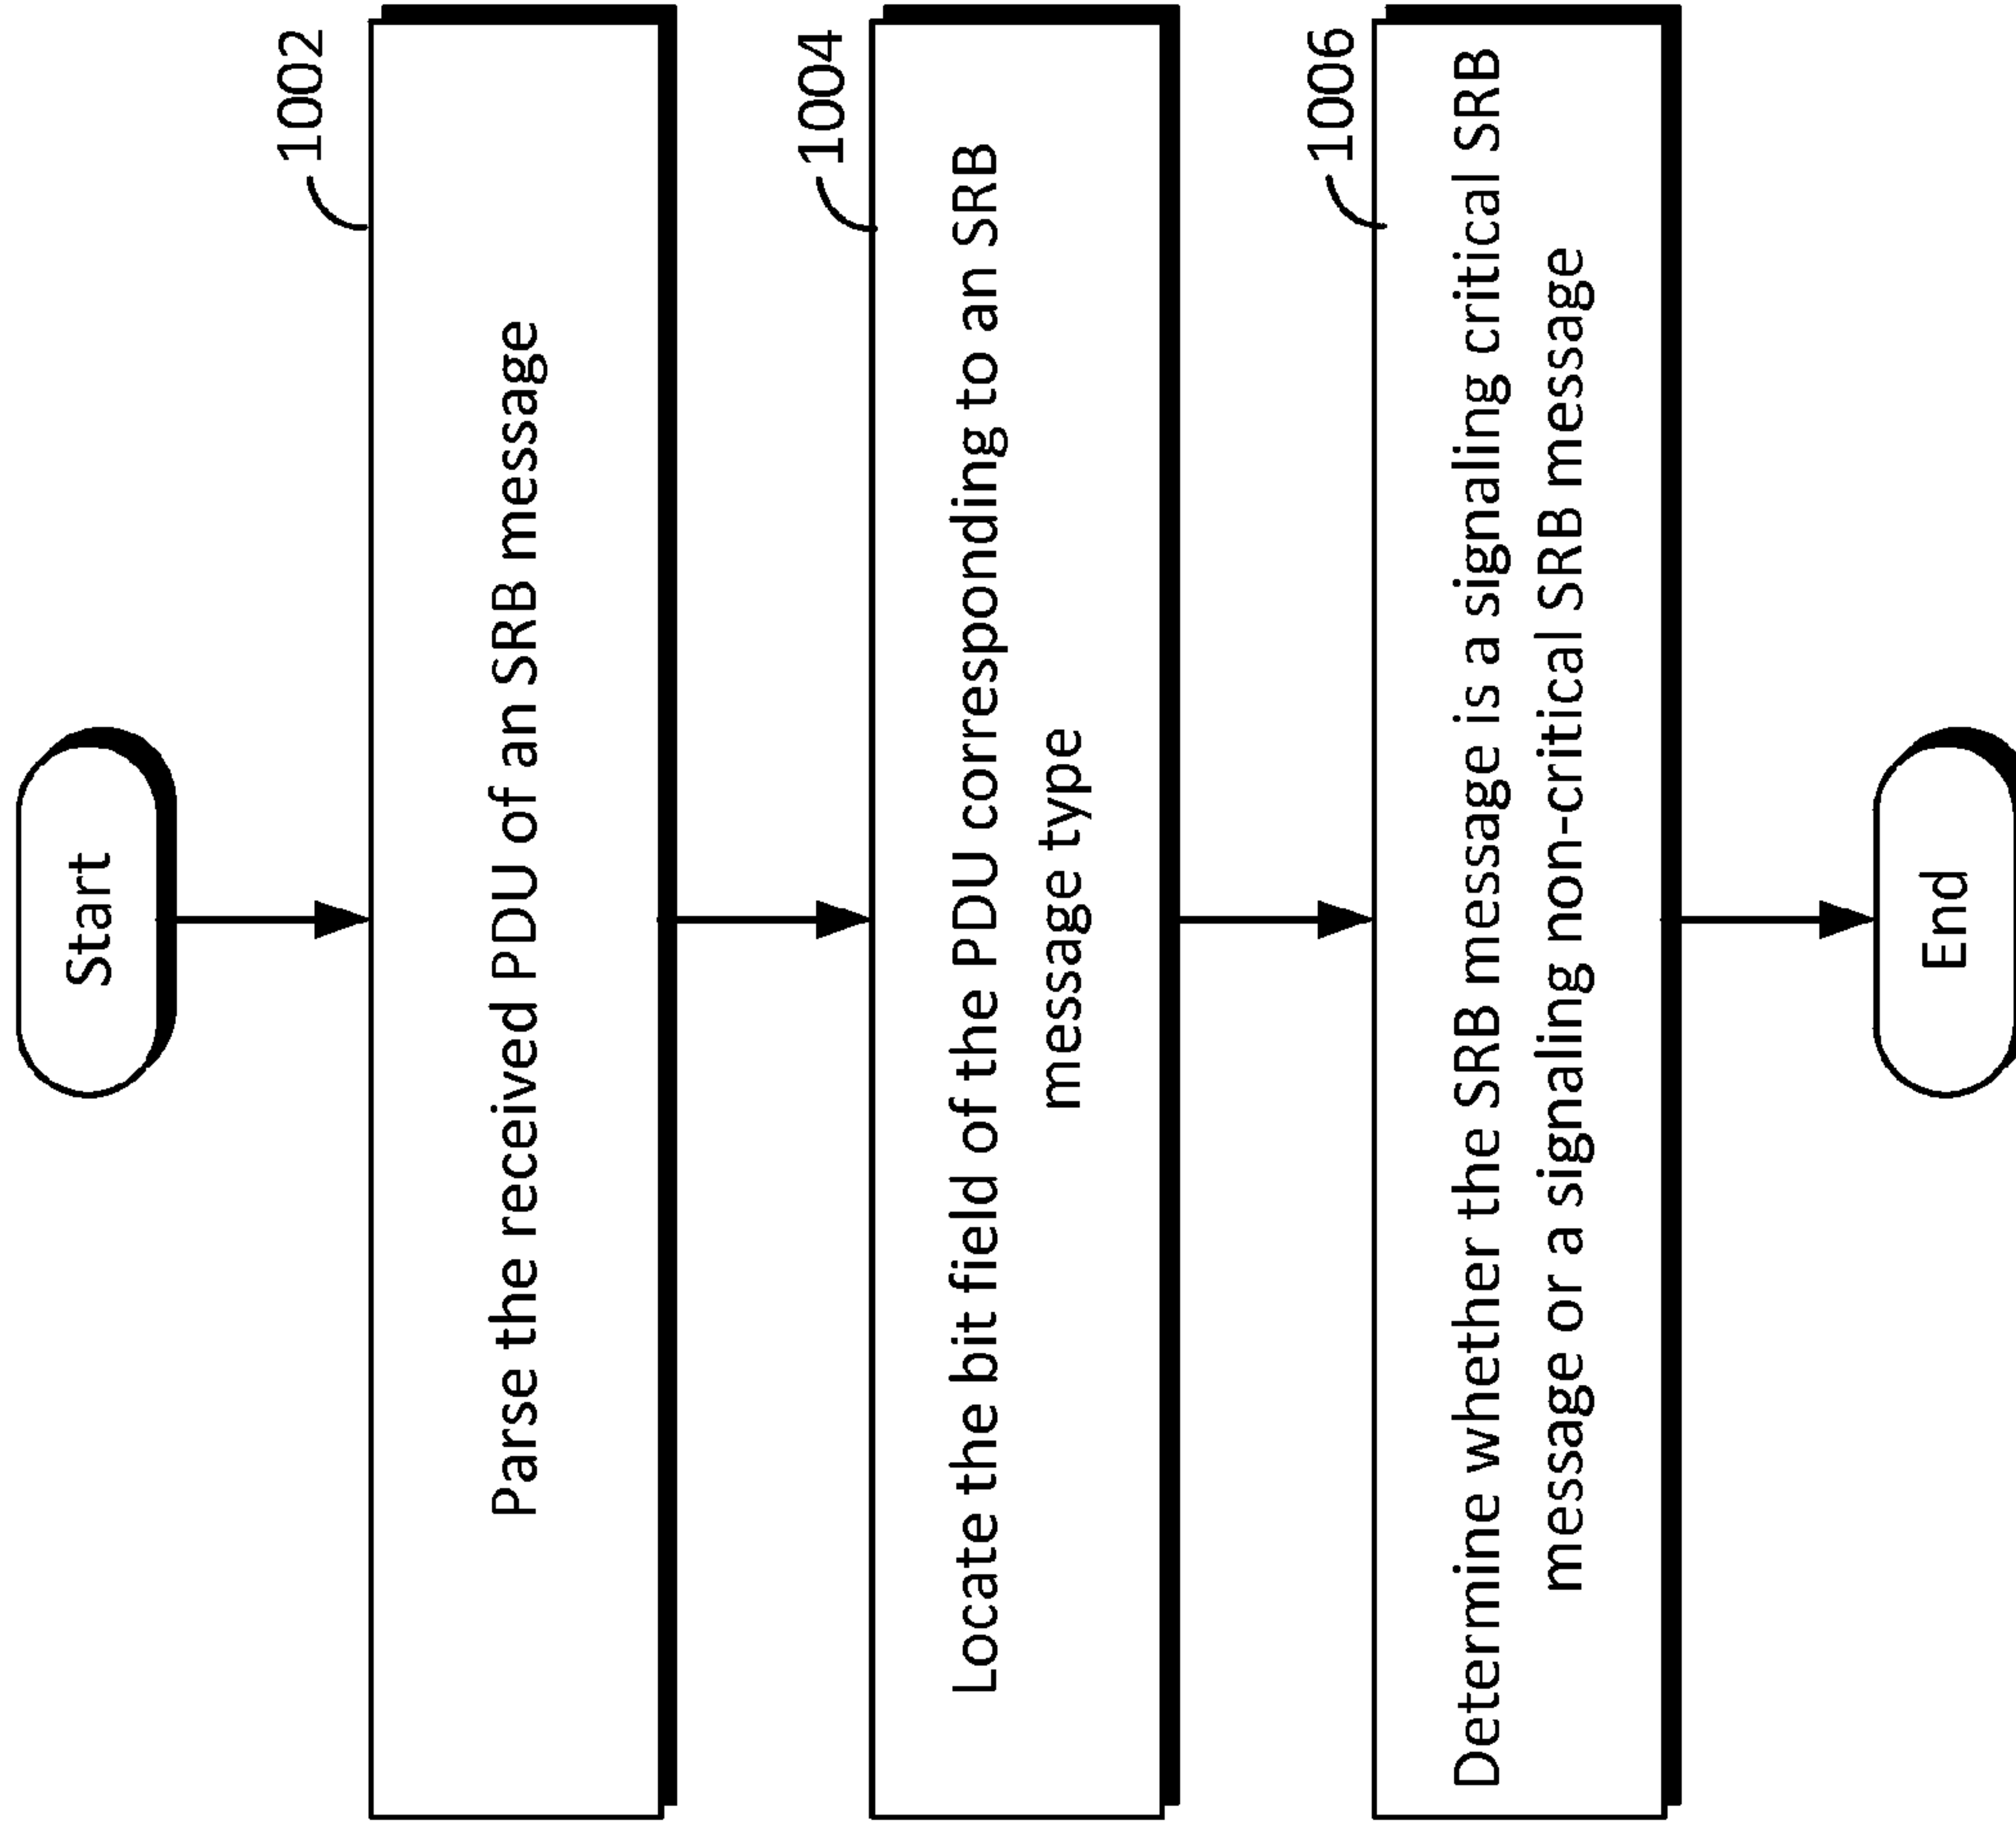 Start
1002
Parse the received PDU of an SRB message
1004
Locate the bit field of the PDU corresponding to an SRB
message type
1006
Determine whether the SRB message is a signaling critical SRB
message or a signaling non-critical SRB message
End